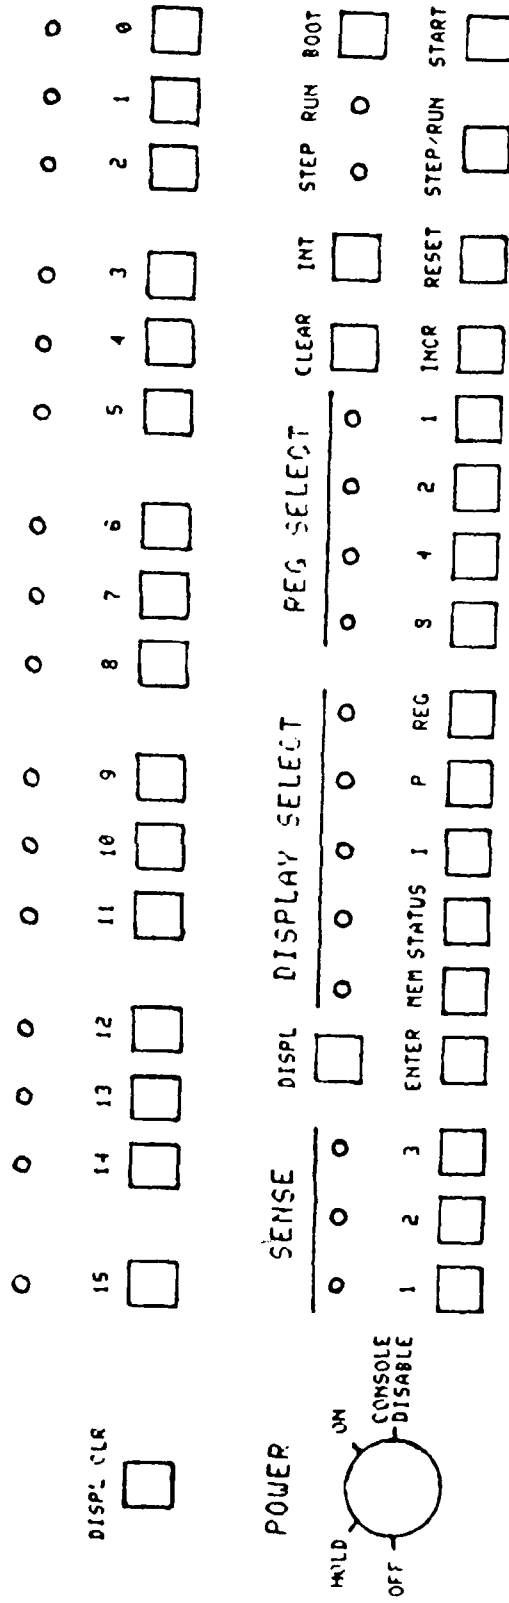 DISPL CLR 15 14 13 12 11 10 9 8 7 6 5 4 3 2 1 0
POWER SENSE DISPL DISPLAY SELECT REG SELECT CLEAR INT STEP RUN BOOT
HOLD ON
CONSOLE
DISABLE
OFF
1 2 3 ENTER MEM STATUS I P REG 8 4 2 1 INCR RESET STEP/RUN START